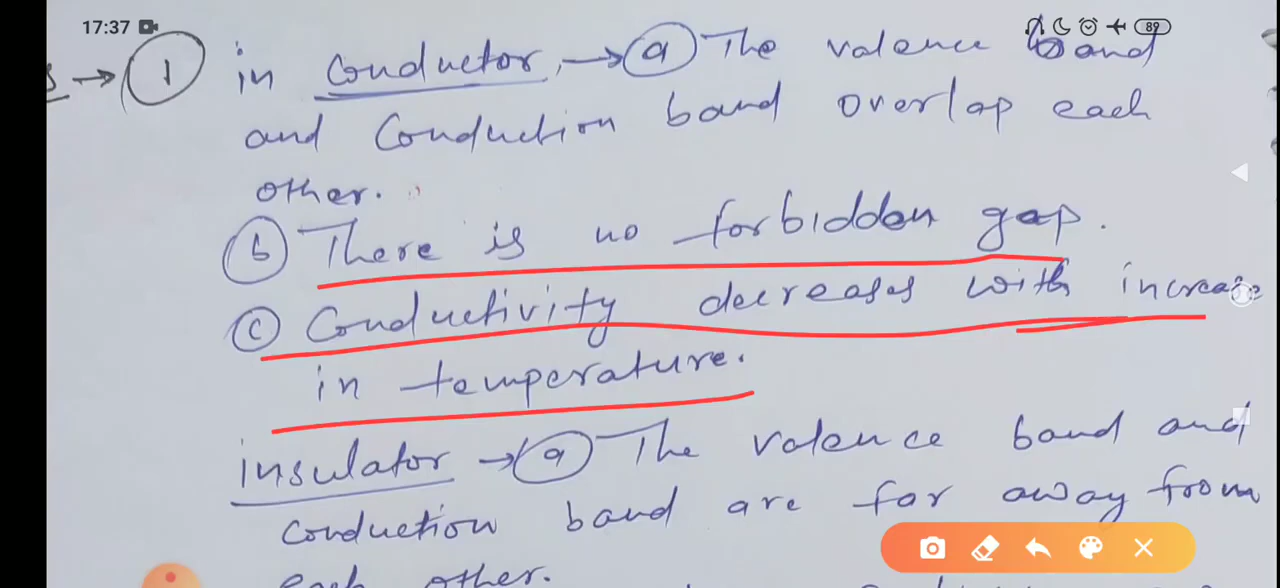 17:37
89
s → 1 in conductor, → a The valence band
and Conduction band overlap each
other.
b There is no forbidden gap.
c Conductivity decreases with increase
in temperature.
insulator → a The valence band and
conduction band are far away from
each other.